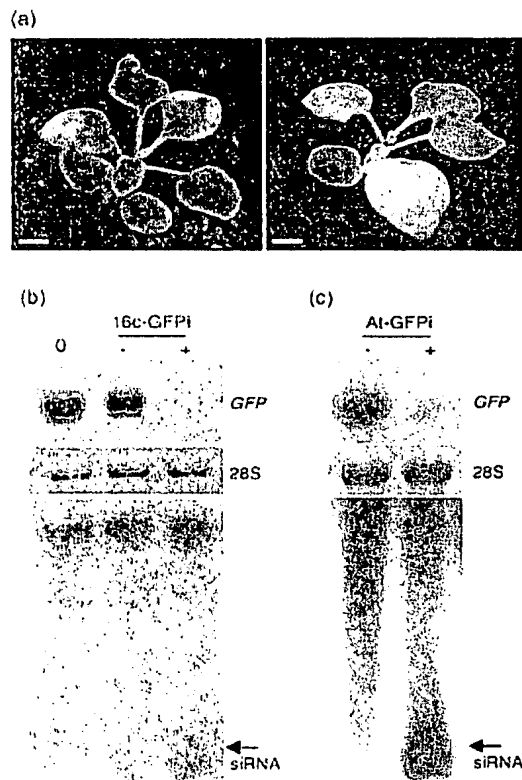 (a)
(b)
16c-GFPi
0 - +
GFP
28S
siRNA
(c)
At-GFPi
- +
GFP
28S
siRNA